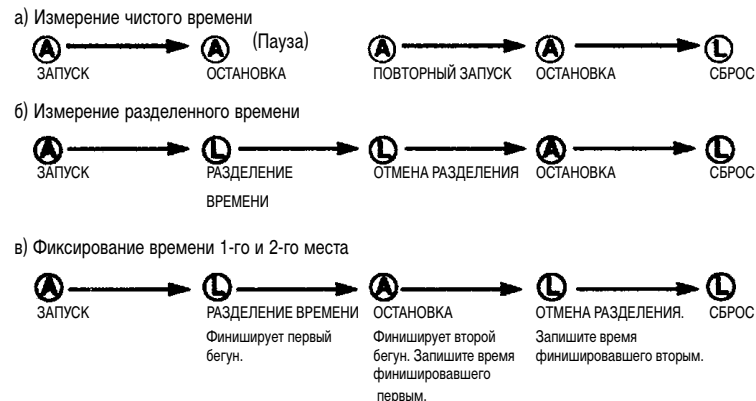 а) Измерение чистого времени
A A (Пауза) A A L
ЗАПУСК ОСТАНОВКА ПОВТОРНЫЙ ЗАПУСК ОСТАНОВКА СБРОС
б) Измерение разделенного времени
A L L A L
ЗАПУСК РАЗДЕЛЕНИЕ ОТМЕНА РАЗДЕЛЕНИЯ ОСТАНОВКА СБРОС
ВРЕМЕНИ
в) Фиксирование времени 1-го и 2-го места
A L A L L
ЗАПУСК РАЗДЕЛЕНИЕ ВРЕМЕНИ ОСТАНОВКА ОТМЕНА РАЗДЕЛЕНИЯ. СБРОС
Финиширует первый Финиширует второй Запишите время
бегун. бегун. Запишите время финишировавшего вторым.
финишировавшего
первым.